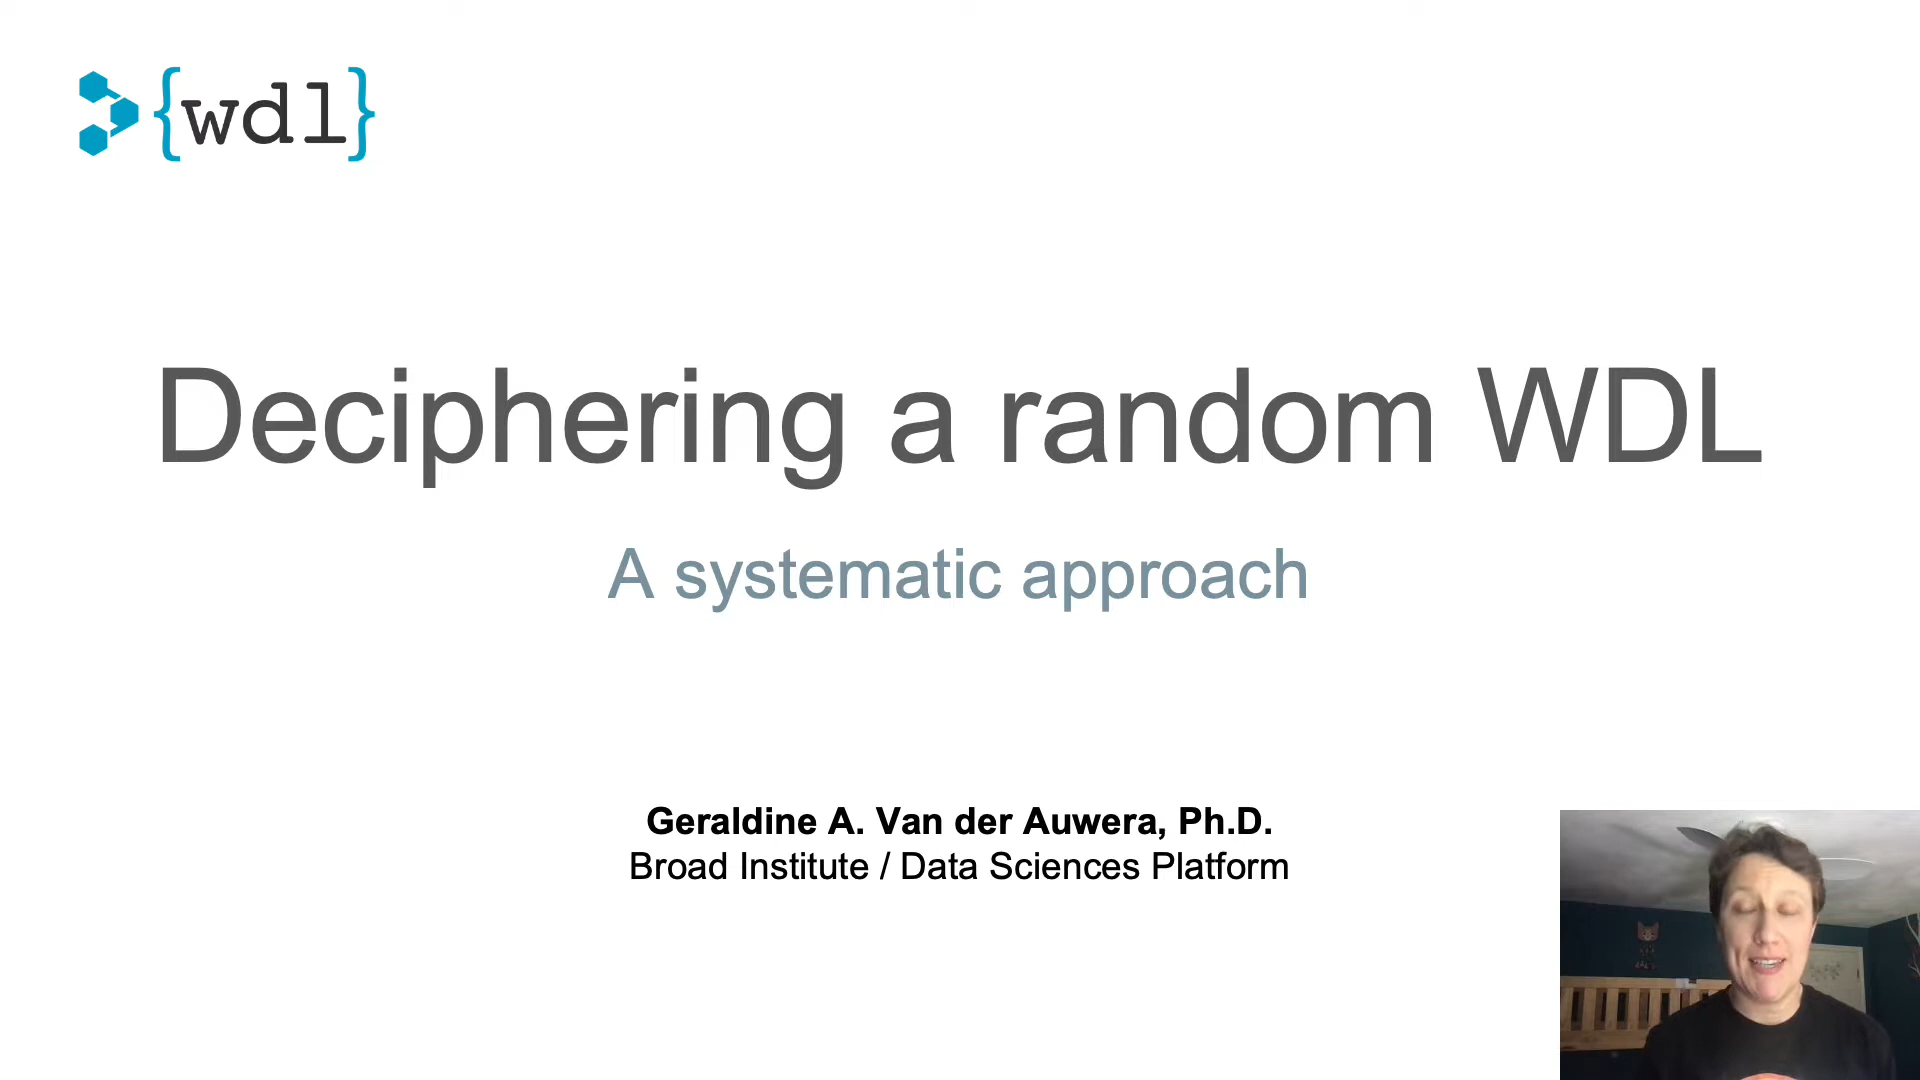 {wdl}
Deciphering a random WDL
A systematic approach
Geraldine A. Van der Auwera, Ph.D.
Broad Institute / Data Sciences Platform